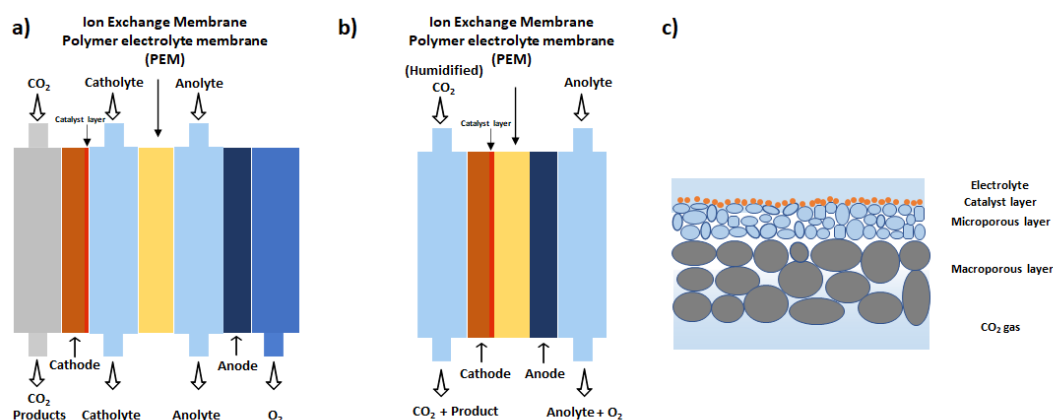 a)
Ion Exchange Membrane
Polymer electrolyte membrane
(PEM)
CO2
Catholyte
Anolyte
Catalyst layer
Cathode
Anode
CO2
Products
Catholyte
Anolyte
O2
b)
Ion Exchange Membrane
Polymer electrolyte membrane
(PEM)
(Humidified)
CO2
Anolyte
Catalyst layer
Cathode
Anode
CO2 + Product
Anolyte + O2
c)
Electrolyte
Catalyst layer
Microporous layer
Macroporous layer
CO2 gas